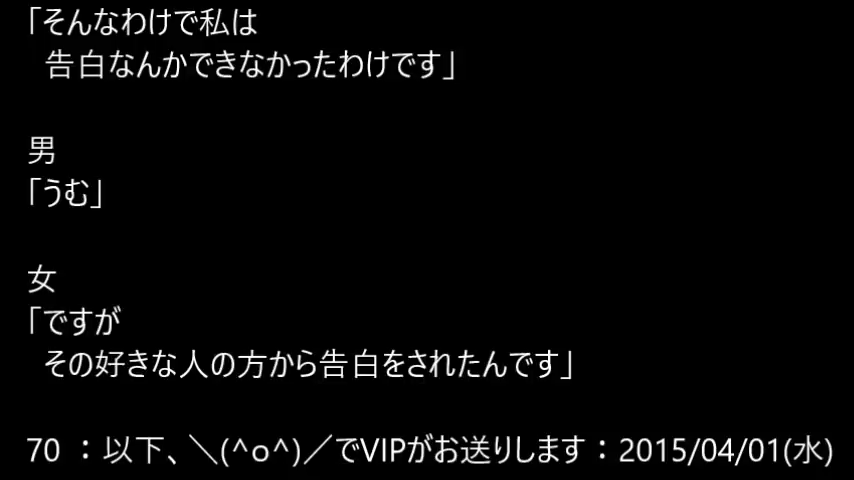 「そんなわけで私は
告白なんかできなかったわけです」
男
「うむ」
女
「ですが
その好きな人の方から告白をされたんです」
70 ：以下、＼(^o^)／でVIPがお送りします：2015/04/01(水)